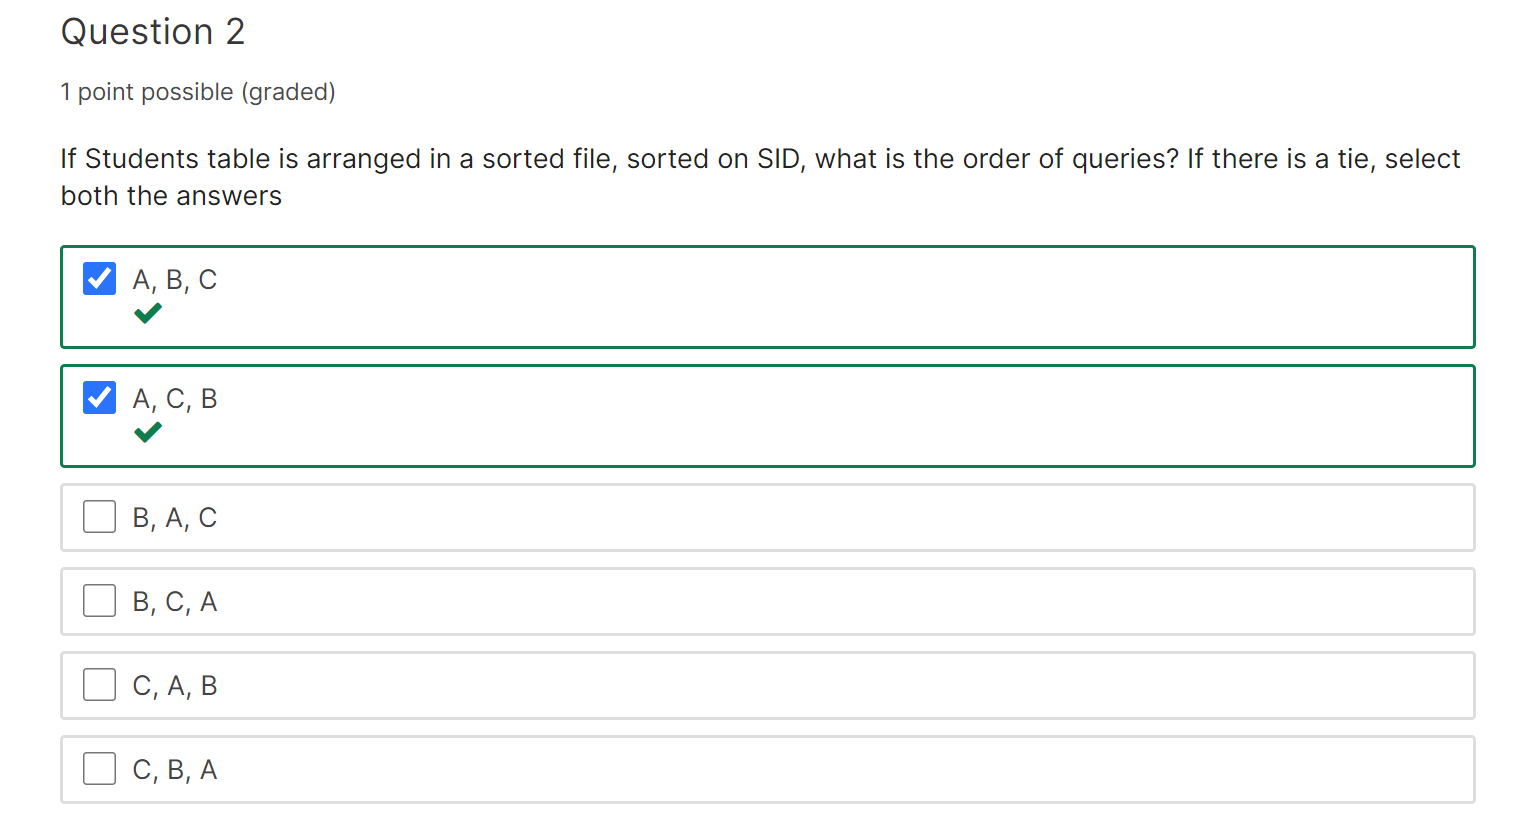 Question 2
1 point possible (graded)
If Students table is arranged in a sorted file, sorted on SID, what is the order of queries? If there is a tie, select
both the answers
A, B, C
A, C, B
B, A, C
B, C, A
C, A, B
C, B, A